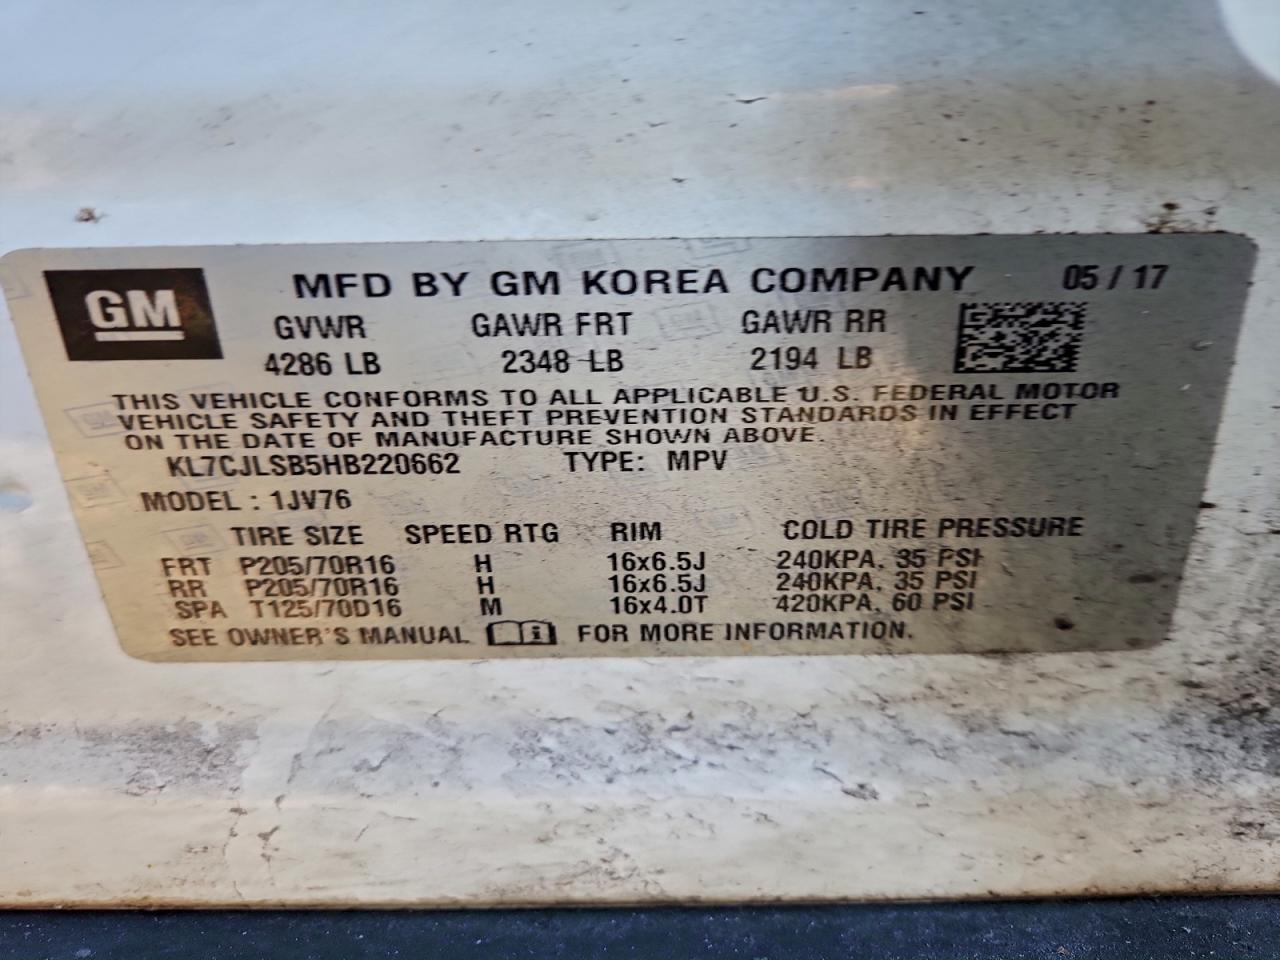 GM MFD BY GM KOREA COMPANY 05 / 17
GVWR GAWR FRT GAWR RR
4286 LB 2348 LB 2194 LB
THIS VEHICLE CONFORMS TO ALL APPLICABLE U.S. FEDERAL MOTOR
VEHICLE SAFETY AND THEFT PREVENTION STANDARDS IN EFFECT
ON THE DATE OF MANUFACTURE SHOWN ABOVE.
KL7CJLSB5HB220662 TYPE: MPV
MODEL : 1JV76
TIRE SIZE SPEED RTG RIM COLD TIRE PRESSURE
FRT P205/70R16 H 16x6.5J 240KPA, 35 PSI
RR P205/70R16 H 16x6.5J 240KPA, 35 PSI
SPA T125/70D16 M 16x4.0T 420KPA, 60 PSI
SEE OWNER'S MANUAL i FOR MORE INFORMATION.